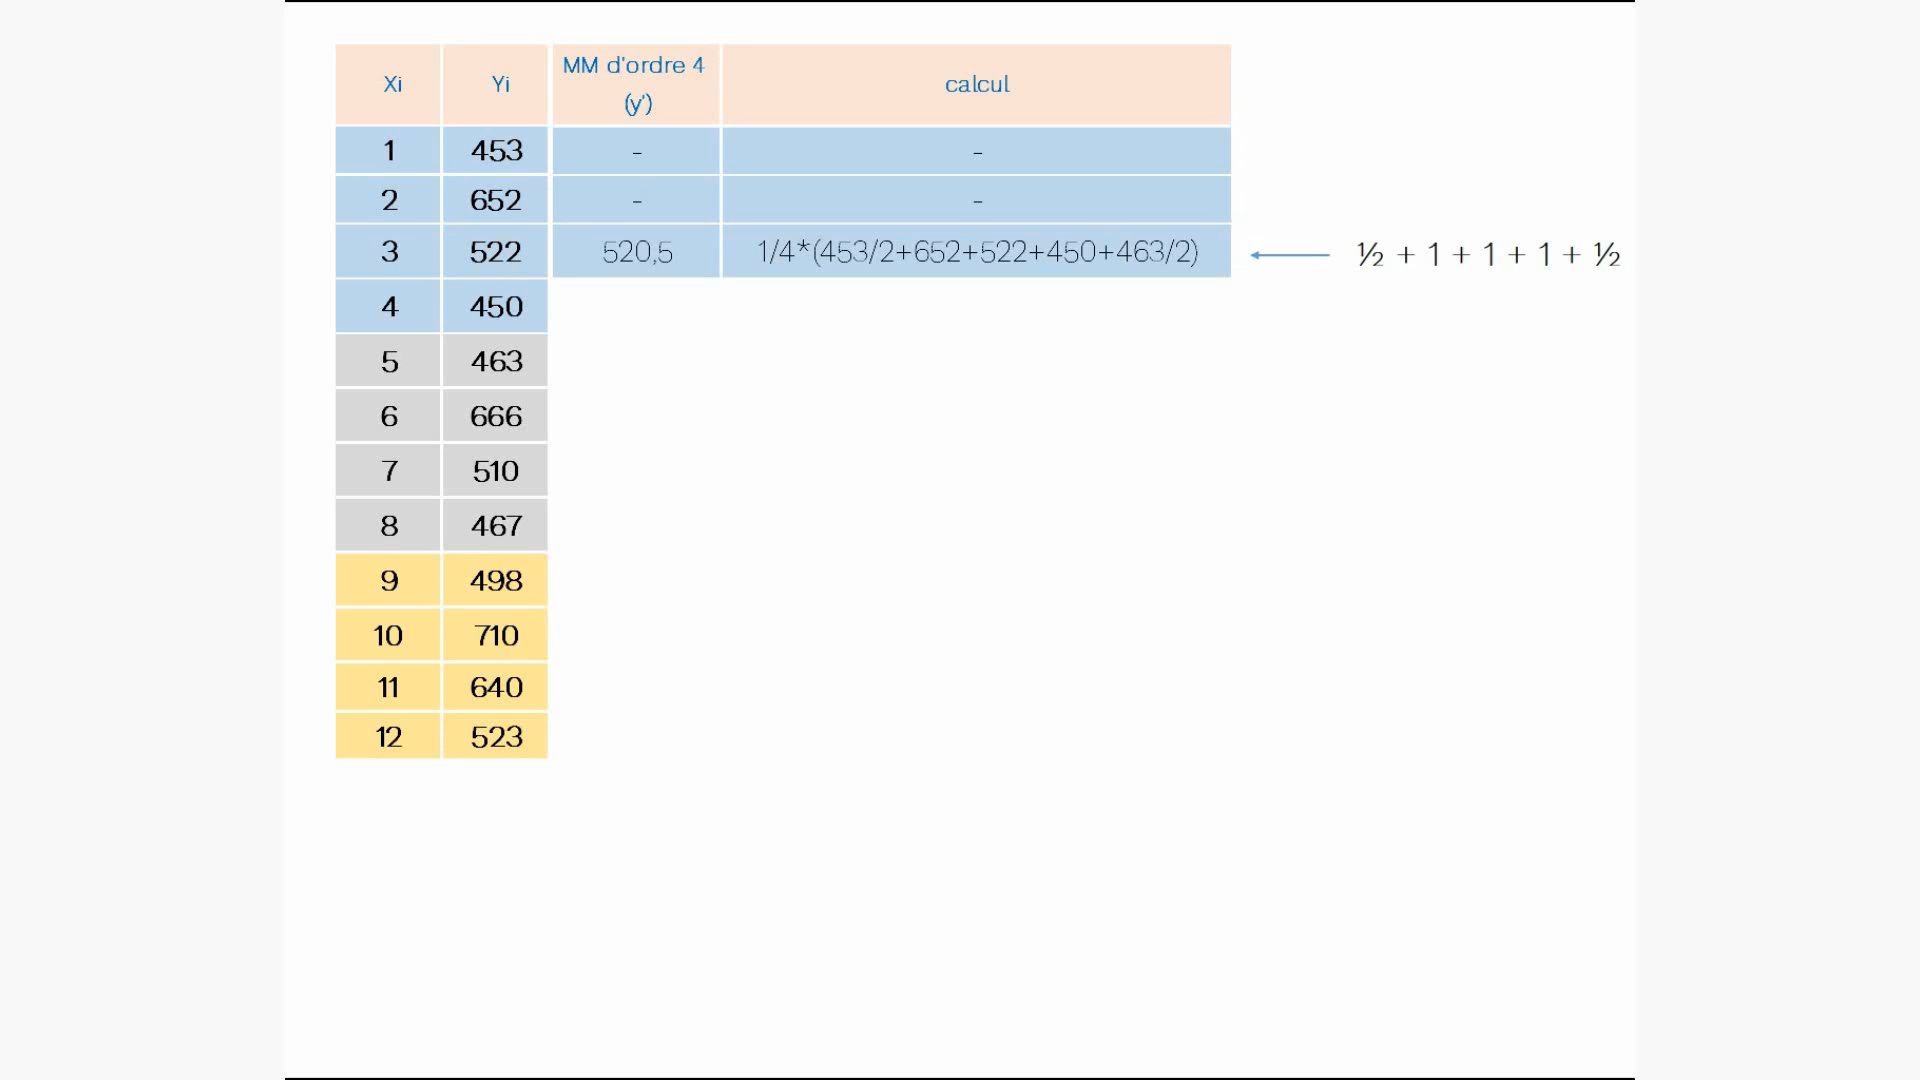 Xi Yi MM d'ordre 4 (y') calcul
1 453 - -
2 652 - -
3 522 520,5 1/4*(453/2+652+522+450+463/2) ½ + 1 + 1 + 1 + ½
4 450
5 463
6 666
7 510
8 467
9 498
10 710
11 640
12 523